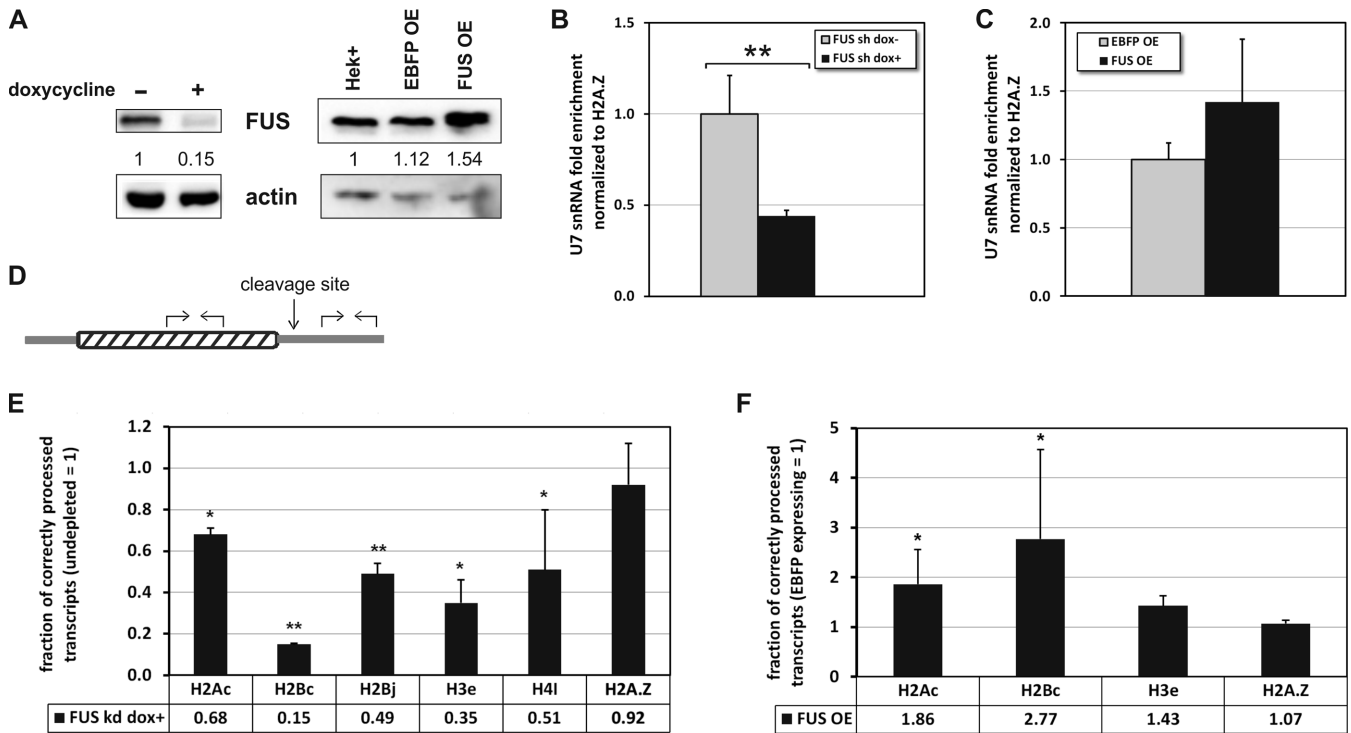 A
doxycycline
– +
FUS
1 0.15
actin
Hek+
EBFP OE
FUS OE
1 1.12 1.54
B
U7 snRNA fold enrichment
normalized to H2A.Z
1.5
1.0
0.5
0.0
**
FUS sh dox-
FUS sh dox+
C
U7 snRNA fold enrichment
normalized to H2A.Z
2.0
1.5
1.0
0.5
0.0
EBFP OE
FUS OE
D
cleavage site
E
fraction of correctly processed
transcripts (undepleted = 1)
1.2
1.0
0.8
0.6
0.4
0.2
0.0
* ** ** * *
H2Ac H2Bc H2Bj H3e H4l H2A.Z
FUS kd dox+ 0.68 0.15 0.49 0.35 0.51 0.92
F
fraction of correctly processed
transcripts (EBFP expressing = 1)
5
4
3
2
1
0
* *
H2Ac H2Bc H3e H2A.Z
FUS OE 1.86 2.77 1.43 1.07